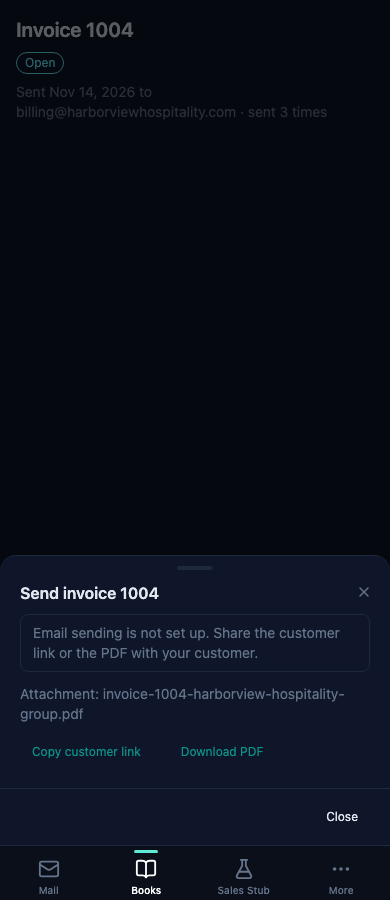 Invoice 1004
Open
Sent Nov 14, 2026 to
billing@harborviewhospitality.com · sent 3 times
Send invoice 1004
Email sending is not set up. Share the customer
link or the PDF with your customer.
Attachment: invoice-1004-harborview-hospitality-
group.pdf
Copy customer link Download PDF
Close
Mail Books Sales Stub More